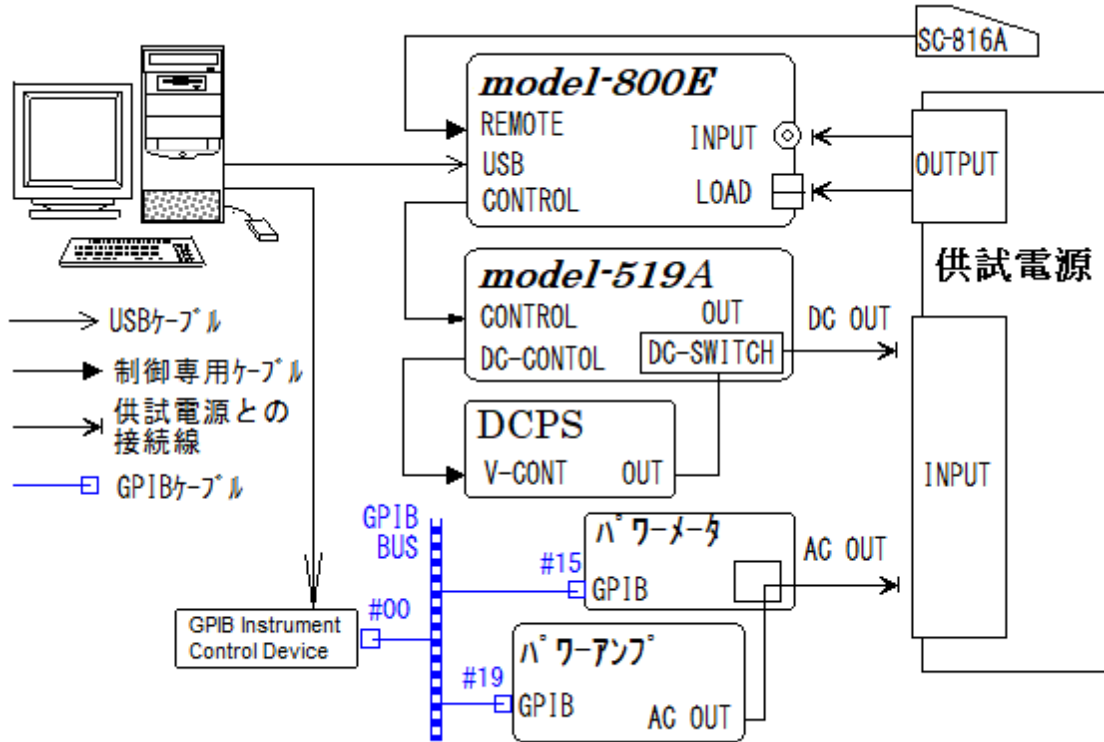 SC-816A
model-800E
REMOTE
INPUT
USB
LOAD
CONTROL
OUTPUT
供試電源
model-519A
CONTROL
OUT
DC OUT
DC-CONTOL
DC-SWITCH
DCPS
V-CONT
OUT
INPUT
USBｹｰﾌﾞﾙ
制御専用ｹｰﾌﾞﾙ
供試電源との
接続線
GPIBｹｰﾌﾞﾙ
GPIB
BUS
ﾊﾟﾜｰﾒｰﾀ
#15
GPIB
AC OUT
#00
GPIB Instrument
Control Device
ﾊﾟﾜｰｱﾝﾌﾟ
#19
GPIB
AC OUT